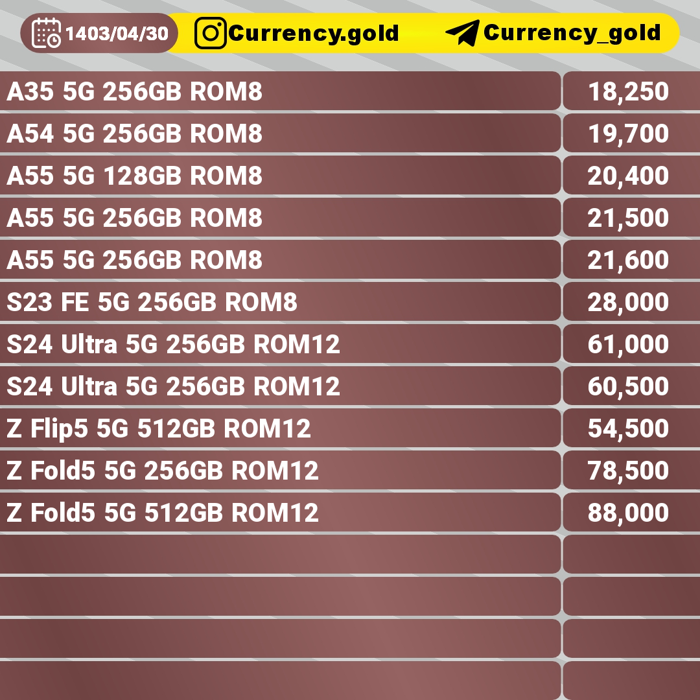 1403/04/30 Currency.gold Currency_gold
A35 5G 256GB ROM8 18,250
A54 5G 256GB ROM8 19,700
A55 5G 128GB ROM8 20,400
A55 5G 256GB ROM8 21,500
A55 5G 256GB ROM8 21,600
S23 FE 5G 256GB ROM8 28,000
S24 Ultra 5G 256GB ROM12 61,000
S24 Ultra 5G 256GB ROM12 60,500
Z Flip5 5G 512GB ROM12 54,500
Z Fold5 5G 256GB ROM12 78,500
Z Fold5 5G 512GB ROM12 88,000